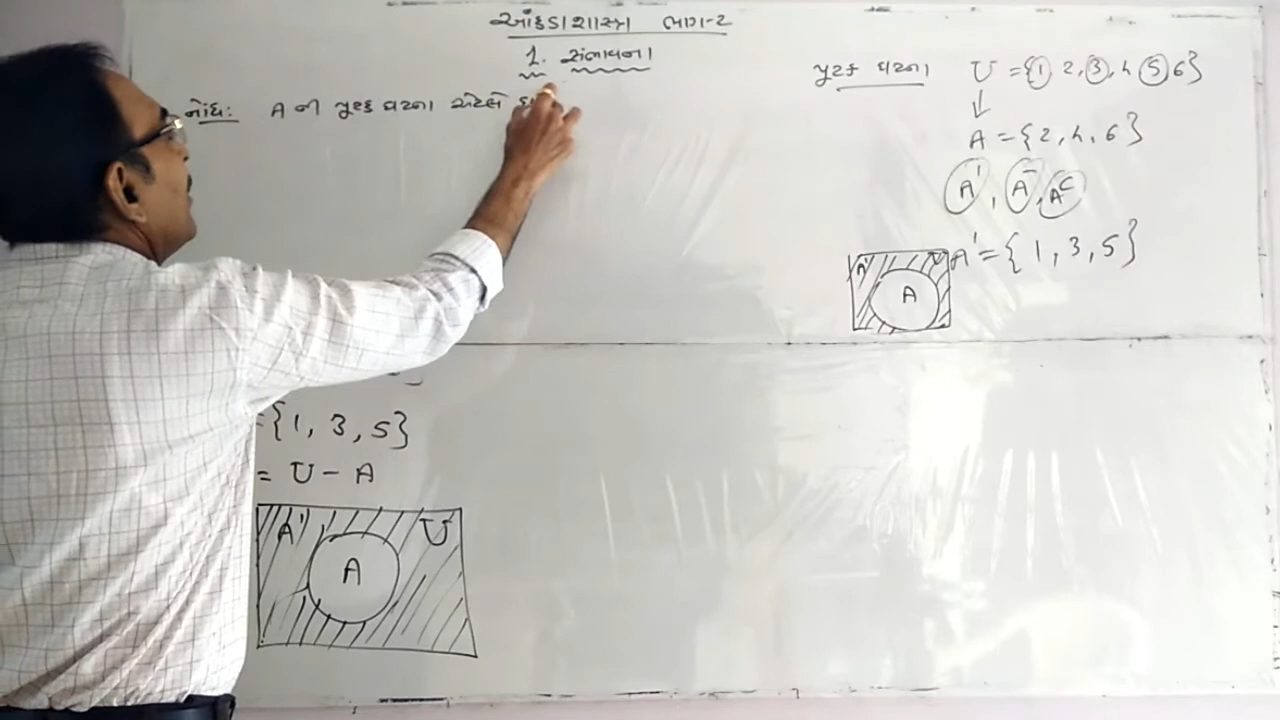 આંકડાશાસ્ત્ર ભાગ-૨
1. સંભાવના
નોંધ: A ની પૂરક ઘટના એટલે
={1, 3, 5}
= U - A
A' U
A
પૂરક ઘટના U = {1 2, 3, 4 5 6}
A = {2, 4, 6}
A', A̅, Aᶜ
A' = {1, 3, 5}
A' U
A